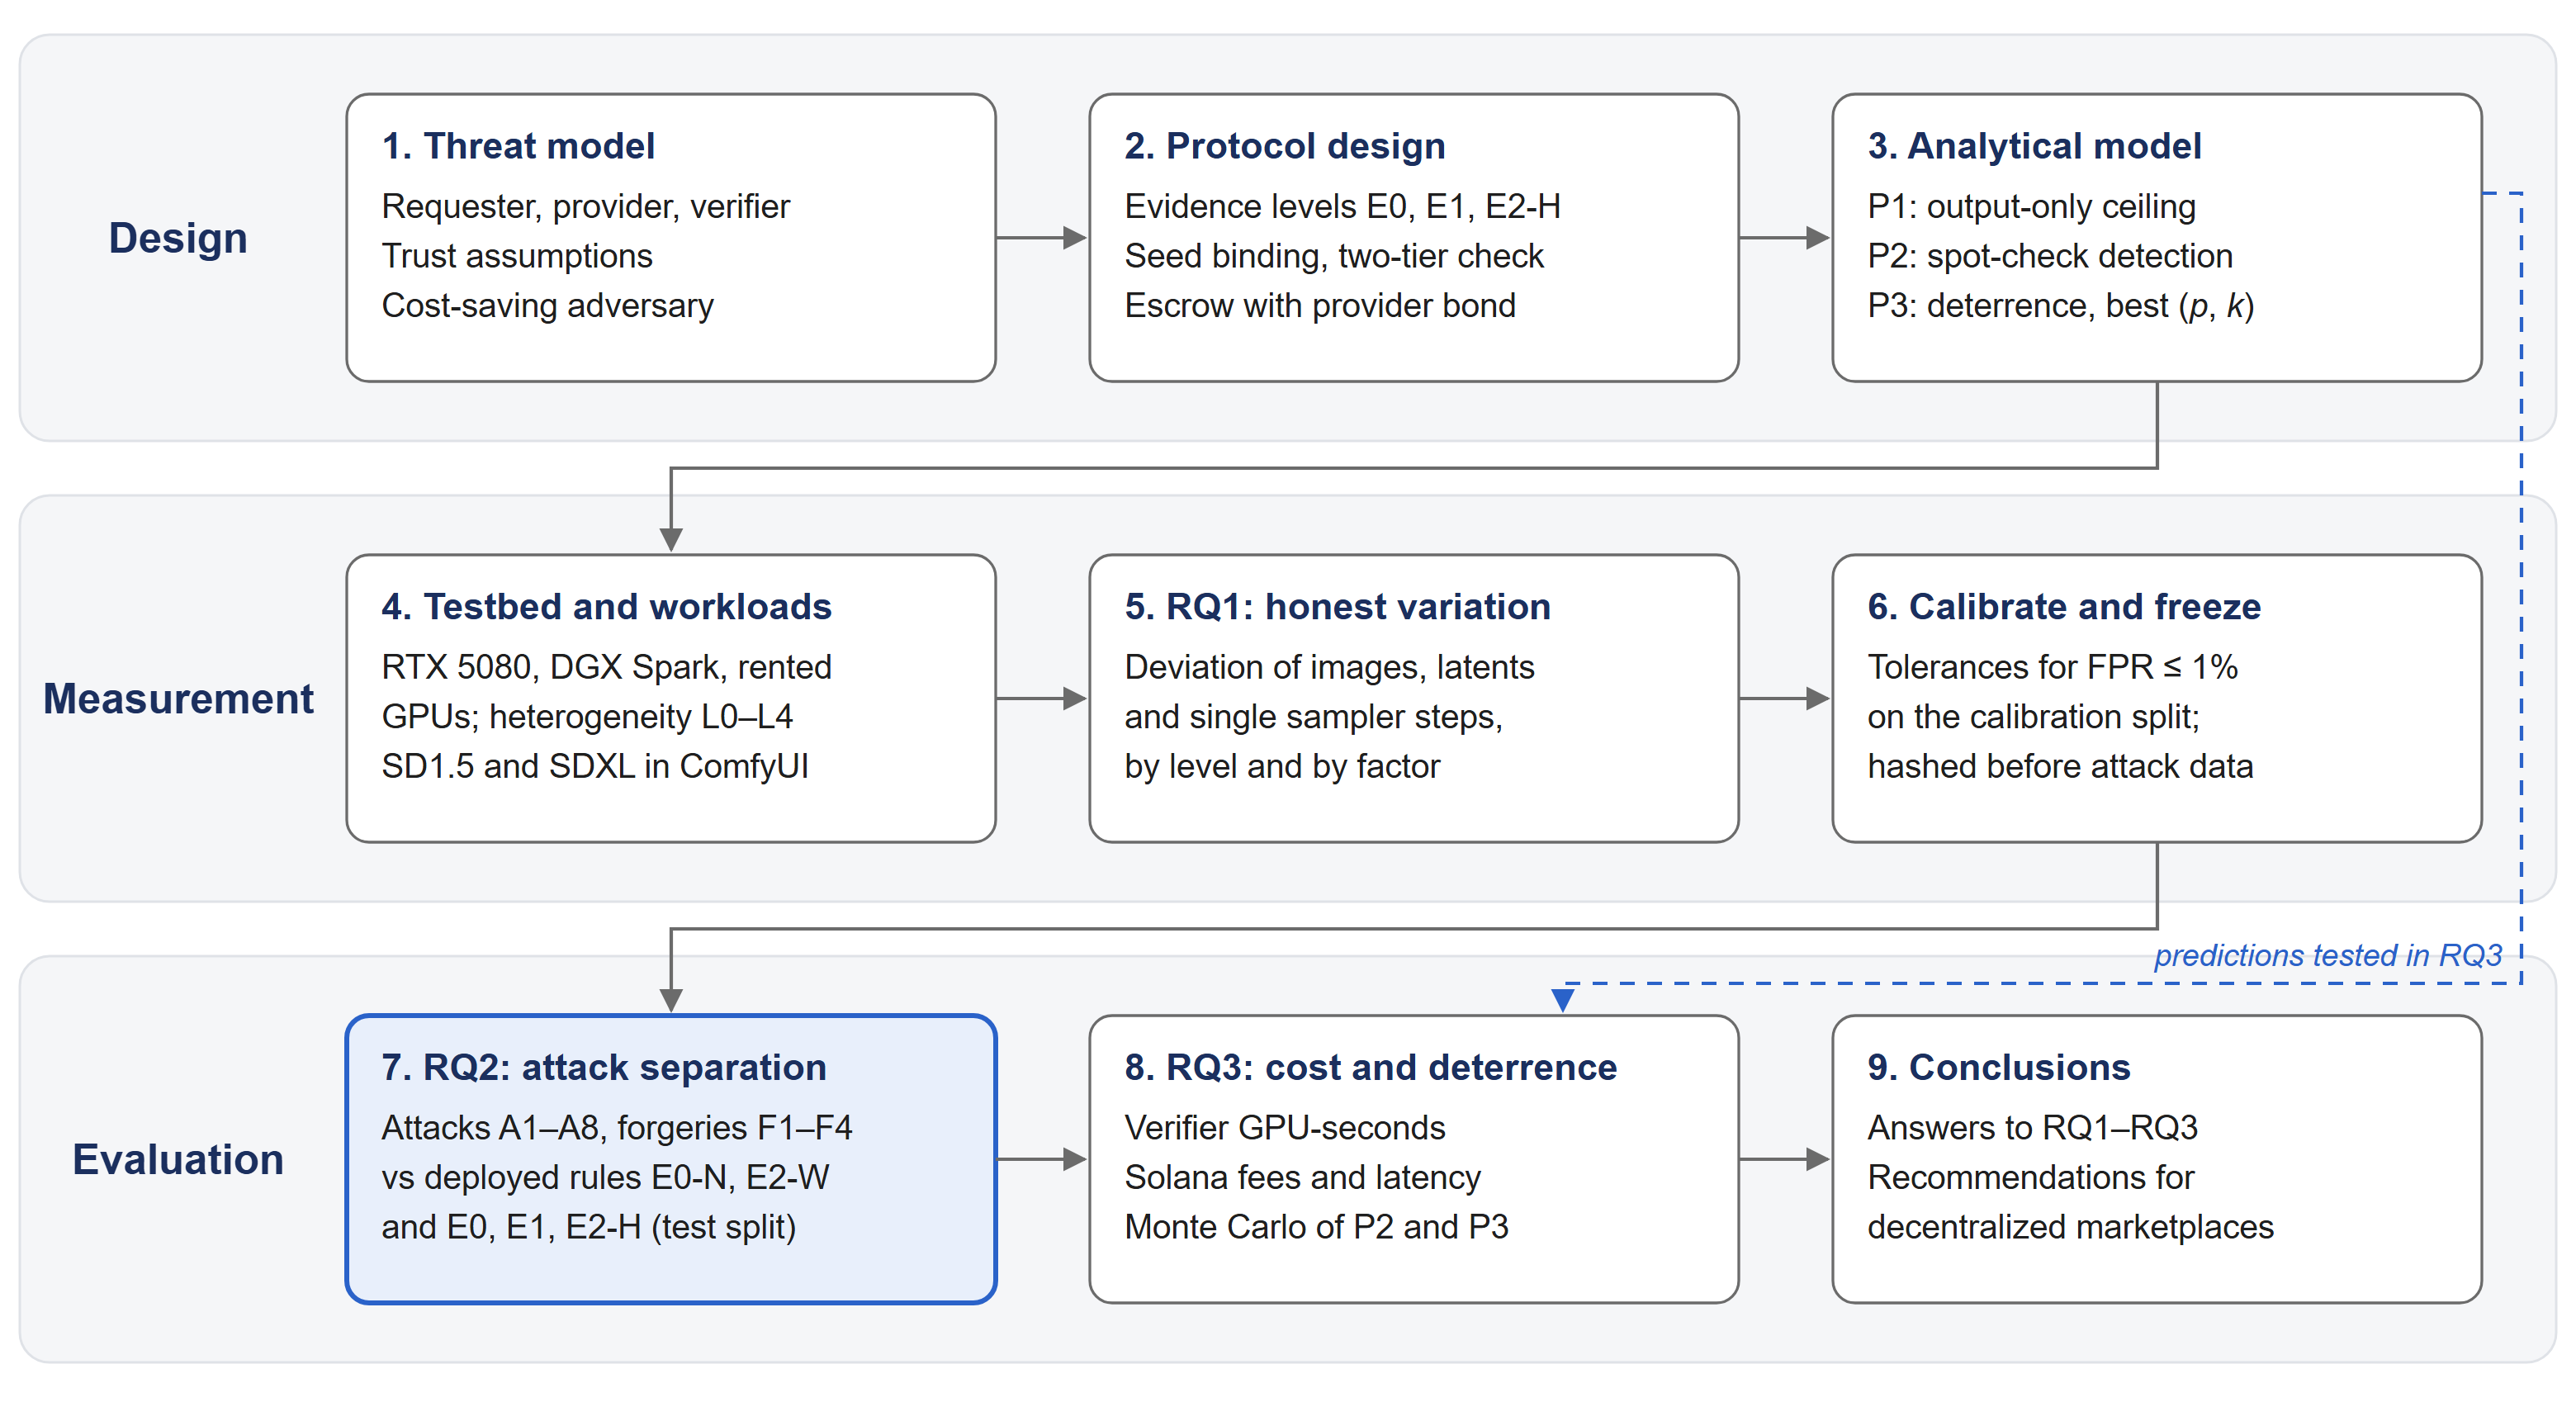 Design
1. Threat model
Requester, provider, verifier
Trust assumptions
Cost-saving adversary
2. Protocol design
Evidence levels E0, E1, E2-H
Seed binding, two-tier check
Escrow with provider bond
3. Analytical model
P1: output-only ceiling
P2: spot-check detection
P3: deterrence, best (p, k)
Measurement
4. Testbed and workloads
RTX 5080, DGX Spark, rented
GPUs; heterogeneity L0–L4
SD1.5 and SDXL in ComfyUI
5. RQ1: honest variation
Deviation of images, latents
and single sampler steps,
by level and by factor
6. Calibrate and freeze
Tolerances for FPR ≤ 1%
on the calibration split;
hashed before attack data
predictions tested in RQ3
Evaluation
7. RQ2: attack separation
Attacks A1–A8, forgeries F1–F4
vs deployed rules E0-N, E2-W
and E0, E1, E2-H (test split)
8. RQ3: cost and deterrence
Verifier GPU-seconds
Solana fees and latency
Monte Carlo of P2 and P3
9. Conclusions
Answers to RQ1–RQ3
Recommendations for
decentralized marketplaces